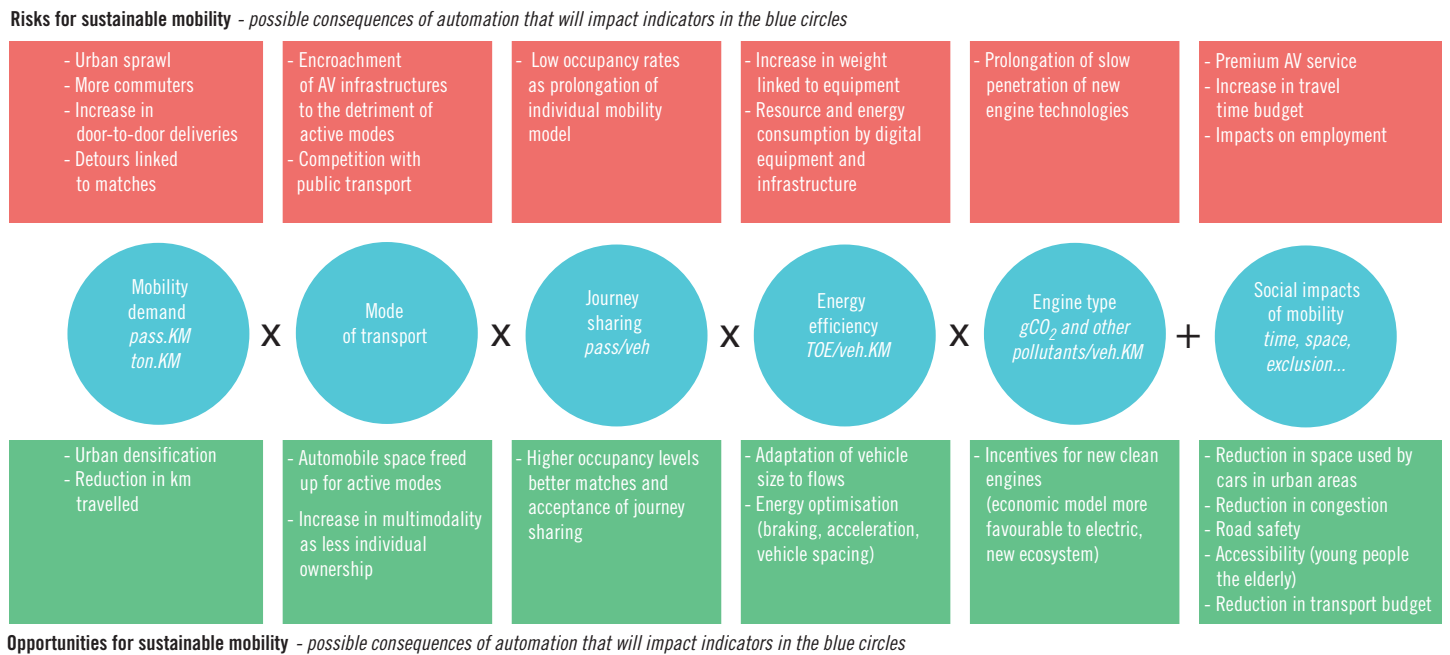 Risks for sustainable mobility - possible consequences of automation that will impact indicators in the blue circles
- Urban sprawl
- More commuters
- Increase in
door-to-door deliveries
- Detours linked
to matches
- Encroachment
of AV infrastructures
to the detriment of
active modes
- Competition with
public transport
- Low occupancy rates
as prolongation of
individual mobility
model
- Increase in weight
linked to equipment
- Resource and energy
consumption by digital
equipment and
infrastructure
- Prolongation of slow
penetration of new
engine technologies
- Premium AV service
- Increase in travel
time budget
- Impacts on employment
Mobility
demand
pass.KM
ton.KM
x
Mode
of transport
x
Journey
sharing
pass/veh
x
Energy
efficiency
TOE/veh.KM
x
Engine type
gCO₂ and other
pollutants/veh.KM
+
Social impacts
of mobility
time, space,
exclusion...
- Urban densification
- Reduction in km
travelled
- Automobile space freed
up for active modes
- Increase in multimodality
as less individual
ownership
- Higher occupancy levels
better matches and
acceptance of journey
sharing
- Adaptation of vehicle
size to flows
- Energy optimisation
(braking, acceleration,
vehicle spacing)
- Incentives for new clean
engines
(economic model more
favourable to electric,
new ecosystem)
- Reduction in space used by
cars in urban areas
- Reduction in congestion
- Road safety
- Accessibility (young people
the elderly)
- Reduction in transport budget
Opportunities for sustainable mobility - possible consequences of automation that will impact indicators in the blue circles